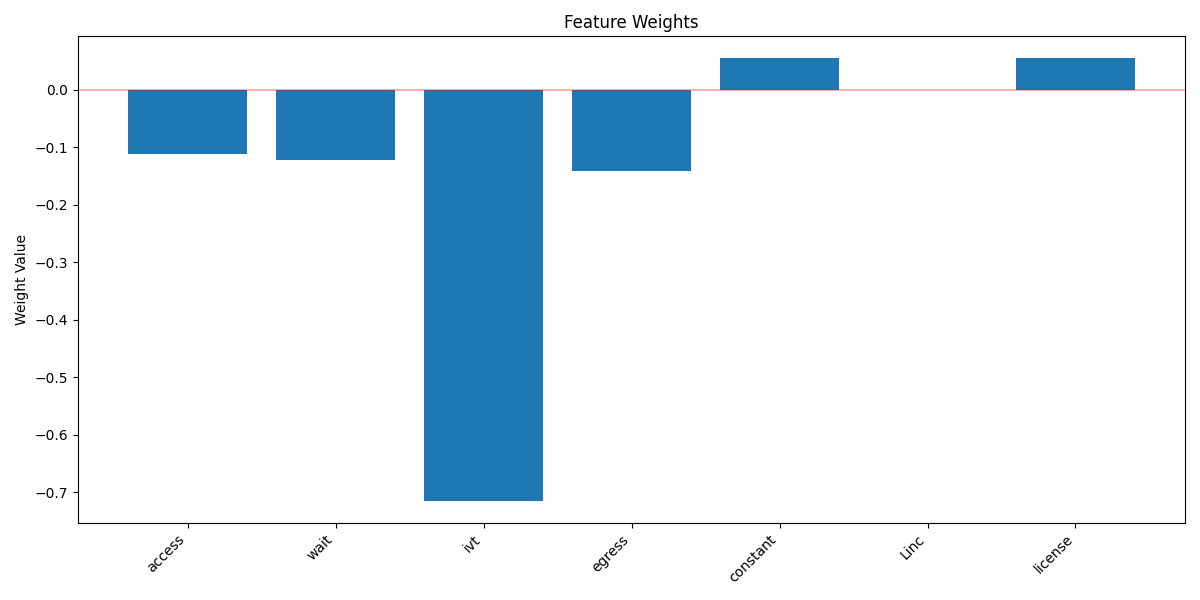 Feature Weights
Weight Value
0.0
−0.1
−0.2
−0.3
−0.4
−0.5
−0.6
−0.7
access
wait
ivt
egress
constant
Linc
license